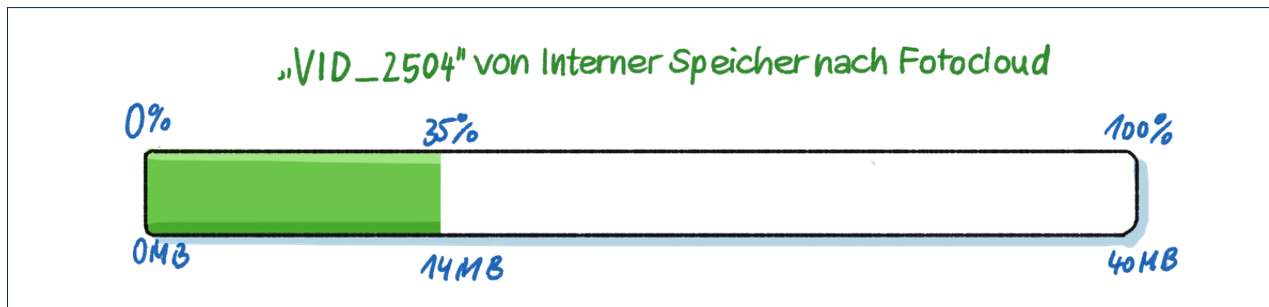 „VID_2504" von Interner Speicher nach Fotocloud
0% 35% 100%
0MB 14MB 40MB